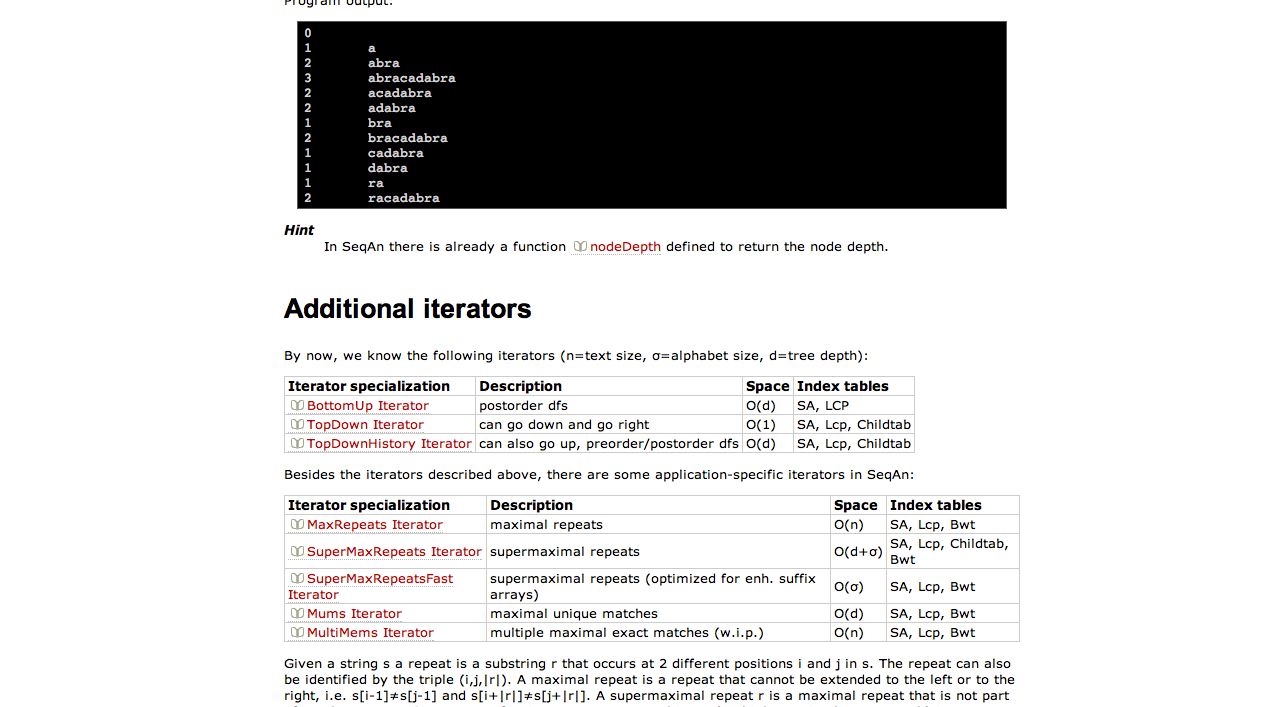 Program output:
0
1 a
2 abra
3 abracadabra
2 acadabra
2 adabra
1 bra
2 bracadabra
1 cadabra
1 dabra
1 ra
2 racadabra
Hint
In SeqAn there is already a function nodeDepth defined to return the node depth.
Additional iterators
By now, we know the following iterators (n=text size, σ=alphabet size, d=tree depth):
Iterator specialization Description Space Index tables
BottomUp Iterator postorder dfs O(d) SA, LCP
TopDown Iterator can go down and go right O(1) SA, Lcp, Childtab
TopDownHistory Iterator can also go up, preorder/postorder dfs O(d) SA, Lcp, Childtab
Besides the iterators described above, there are some application-specific iterators in SeqAn:
Iterator specialization Description Space Index tables
MaxRepeats Iterator maximal repeats O(n) SA, Lcp, Bwt
SuperMaxRepeats Iterator supermaximal repeats O(d+σ) SA, Lcp, Childtab,
Bwt
SuperMaxRepeatsFast
Iterator supermaximal repeats (optimized for enh. suffix
arrays) O(σ) SA, Lcp, Bwt
Mums Iterator maximal unique matches O(d) SA, Lcp, Bwt
MultiMems Iterator multiple maximal exact matches (w.i.p.) O(n) SA, Lcp, Bwt
Given a string s a repeat is a substring r that occurs at 2 different positions i and j in s. The repeat can also
be identified by the triple (i,j,|r|). A maximal repeat is a repeat that cannot be extended to the left or to the
right, i.e. s[i-1]≠s[j-1] and s[i+|r|]≠s[j+|r|]. A supermaximal repeat r is a maximal repeat that is not part